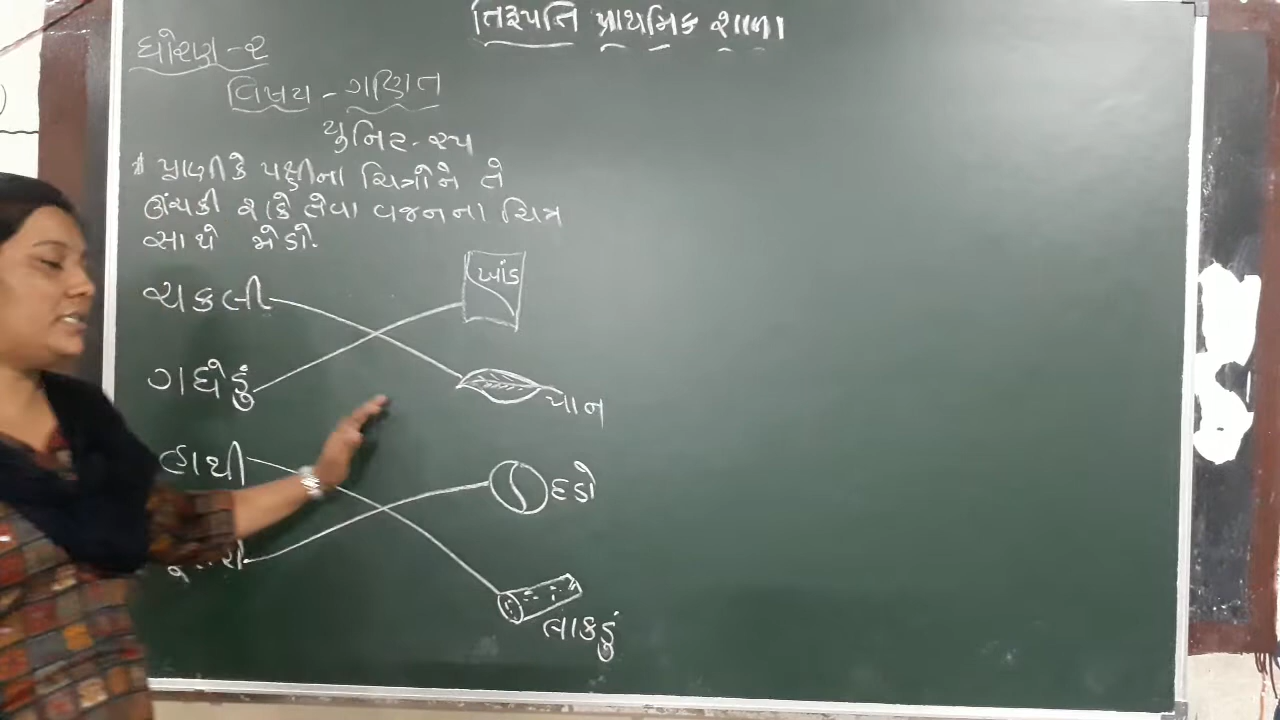 તિરૂપતિ પ્રાથમિક શાળા
ધોરણ-૨
વિષય - ગણિત
યુનિટ-૨૫
* પ્રાણી કે પક્ષીના ચિત્રોને તે
ઊંચકી શકે તેવા વજનના ચિત્ર
સાથે જોડો.
ચકલી
ખાંડ
ગધેડું
પાન
હાથી
દડો
લાકડું